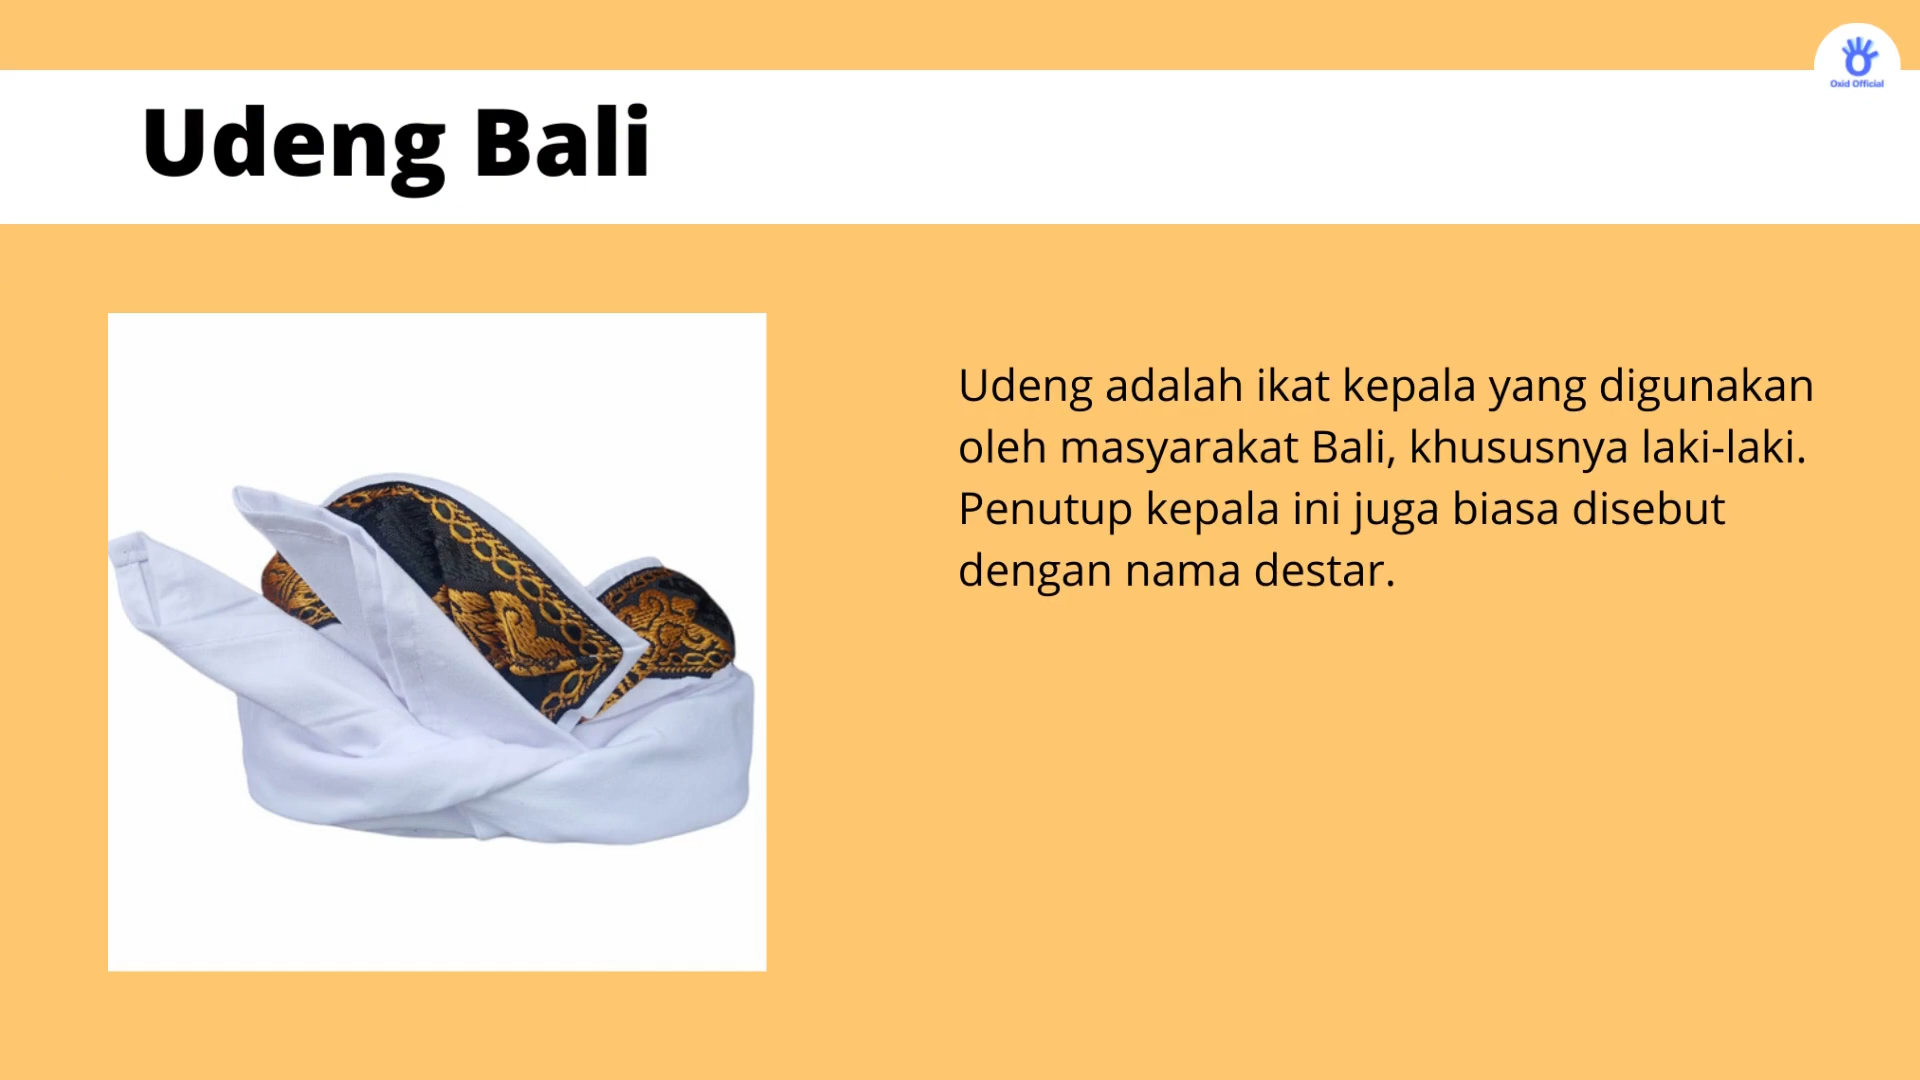 Oxid Official
Udeng Bali
Udeng adalah ikat kepala yang digunakan
oleh masyarakat Bali, khususnya laki-laki.
Penutup kepala ini juga biasa disebut
dengan nama destar.